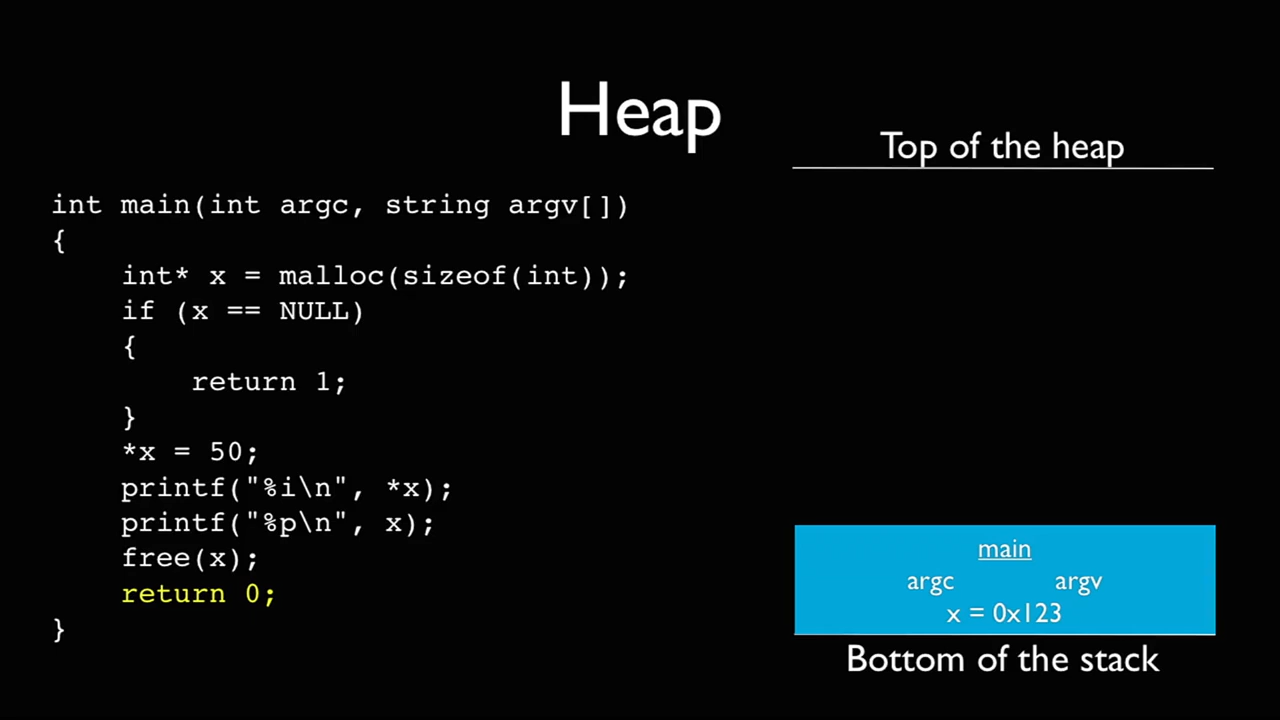 Heap
Top of the heap
int main(int argc, string argv[])
{
    int* x = malloc(sizeof(int));
    if (x == NULL)
    {
        return 1;
    }
    *x = 50;
    printf("%i\n", *x);
    printf("%p\n", x);
    free(x);
    return 0;
}
main
argc argv
x = 0x123
Bottom of the stack